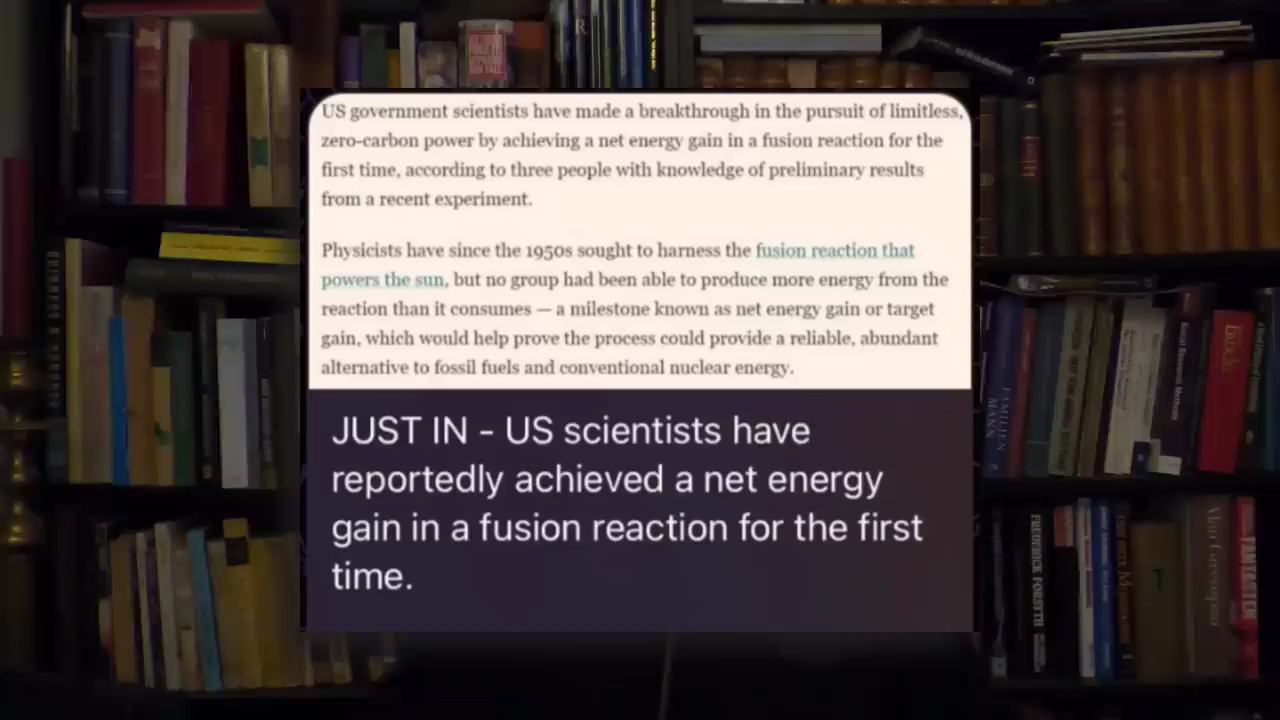 US government scientists have made a breakthrough in the pursuit of limitless,
zero-carbon power by achieving a net energy gain in a fusion reaction for the
first time, according to three people with knowledge of preliminary results
from a recent experiment.
Physicists have since the 1950s sought to harness the fusion reaction that
powers the sun, but no group had been able to produce more energy from the
reaction than it consumes — a milestone known as net energy gain or target
gain, which would help prove the process could provide a reliable, abundant
alternative to fossil fuels and conventional nuclear energy.
JUST IN - US scientists have
reportedly achieved a net energy
gain in a fusion reaction for the first
time.
FAMILIEN
MANN
FREDERICK FORSYTH